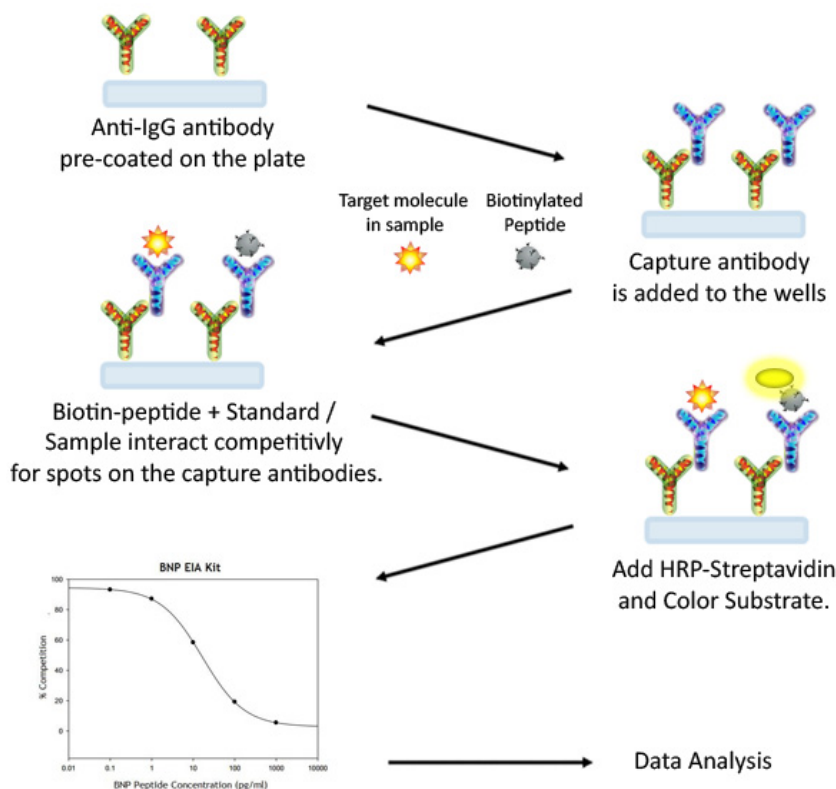 Anti-IgG antibody
pre-coated on the plate
Target molecule
in sample
Biotinylated
Peptide
Capture antibody
is added to the wells
Biotin-peptide + Standard /
Sample interact competitivly
for spots on the capture antibodies.
Add HRP-Streptavidin
and Color Substrate.
BNP EIA Kit
% Competition
100
80
60
40
20
0
0.01 0.1 1 10 100 1000 10000
BNP Peptide Concentration (pg/ml)
Data Analysis